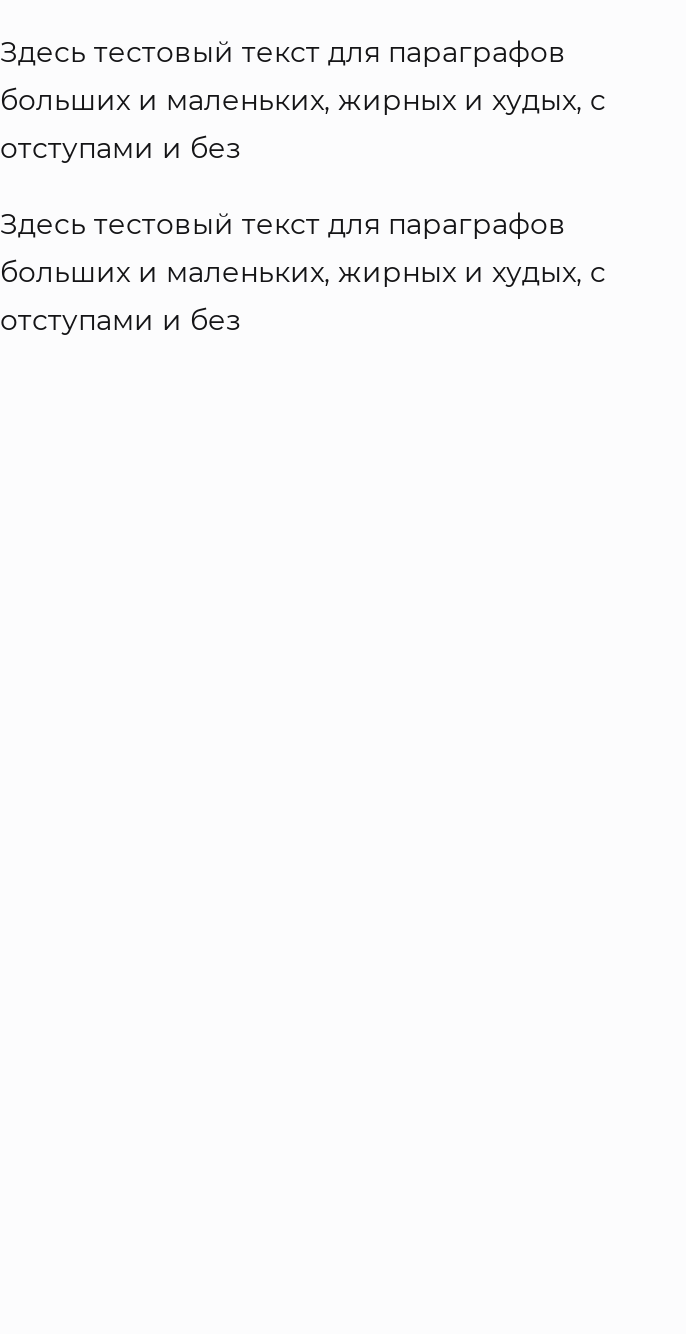 Здесь тестовый текст для параграфов
больших и маленьких, жирных и худых, с
отступами и без
Здесь тестовый текст для параграфов
больших и маленьких, жирных и худых, с
отступами и без